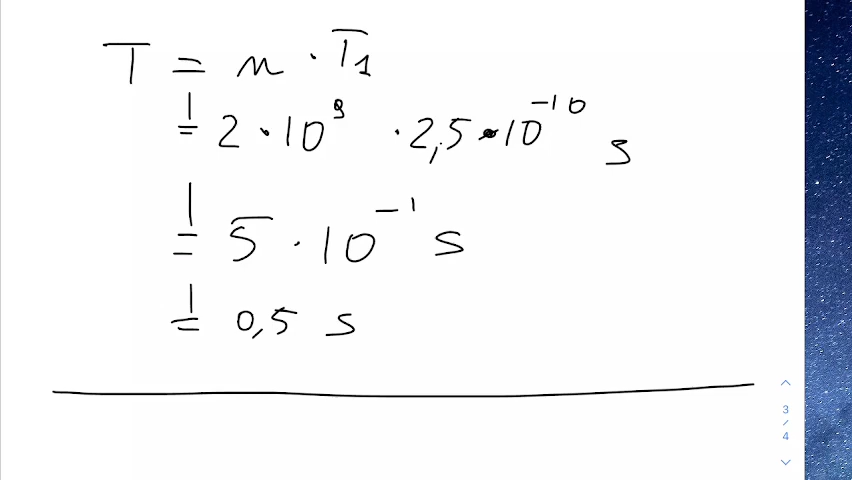 T = n · T₁
= 2 · 10⁹ · 2,5 · 10⁻¹⁰ s
= 5 · 10⁻¹ s
= 0,5 s
3
/
4